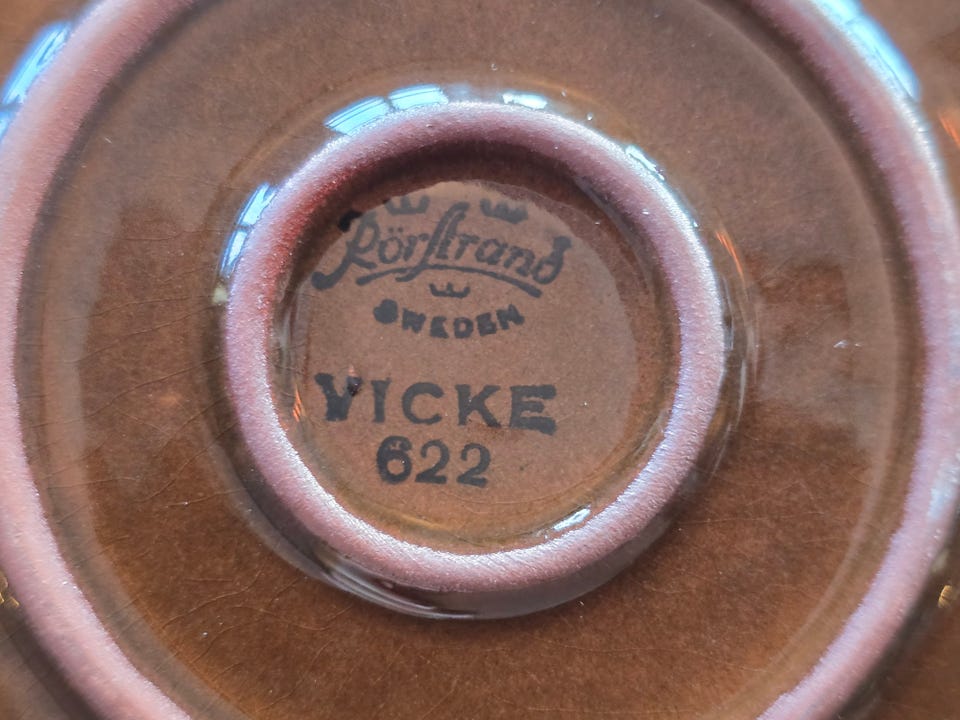 Rörstrand
SWEDEN
VICKE
622